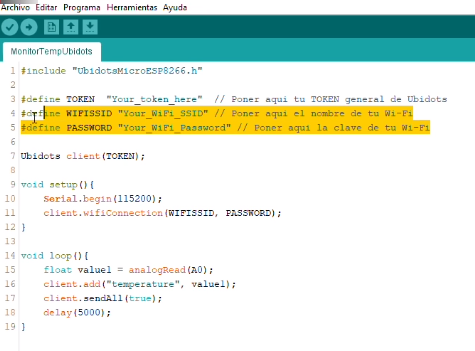 Archivo Editar Programa Herramientas Ayuda
MonitorTempUbidots
1 #include "UbidotsMicroESP8266.h"
2
3 #define TOKEN "Your_token_here" // Poner aqui tu TOKEN general de Ubidots
4 #define WIFISSID "Your_WiFi_SSID" // Poner aqui el nombre de tu Wi-Fi
5 #define PASSWORD "Your_WiFi_Password" // Poner aqui la clave de tu Wi-Fi
6
7 Ubidots client(TOKEN);
8
9 void setup(){
10 Serial.begin(115200);
11 client.wifiConnection(WIFISSID, PASSWORD);
12 }
13
14 void loop(){
15 float value1 = analogRead(A0);
16 client.add("temperature", value1);
17 client.sendAll(true);
18 delay(5000);
19 }